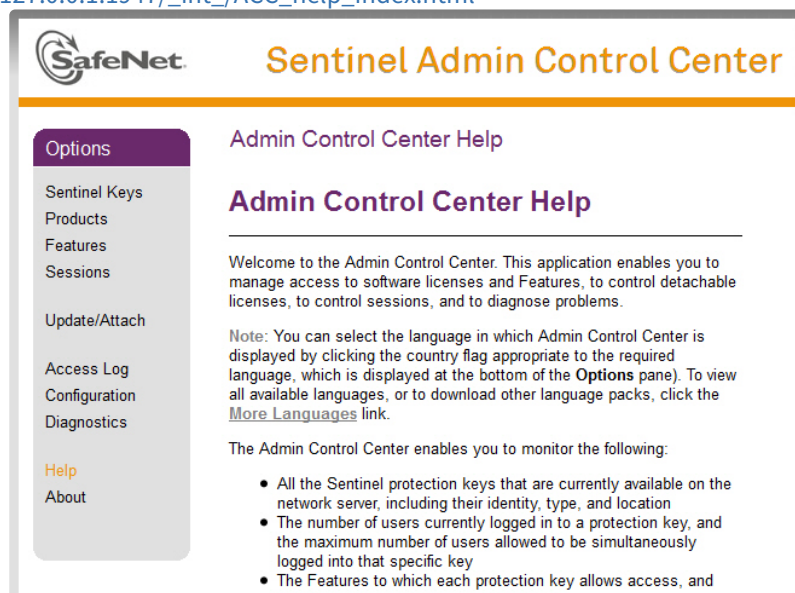 127.0.0.1:1947/_int_/ACC_help_index.html
SafeNet.
Sentinel Admin Control Center
Options
Sentinel Keys
Products
Features
Sessions
Update/Attach
Access Log
Configuration
Diagnostics
Help
About
Admin Control Center Help
Admin Control Center Help
Welcome to the Admin Control Center. This application enables you to
manage access to software licenses and Features, to control detachable
licenses, to control sessions, and to diagnose problems.
Note: You can select the language in which Admin Control Center is
displayed by clicking the country flag appropriate to the required
language, which is displayed at the bottom of the Options pane). To view
all available languages, or to download other language packs, click the
More Languages link.
The Admin Control Center enables you to monitor the following:
● All the Sentinel protection keys that are currently available on the
network server, including their identity, type, and location
● The number of users currently logged in to a protection key, and
the maximum number of users allowed to be simultaneously
logged into that specific key
● The Features to which each protection key allows access, and